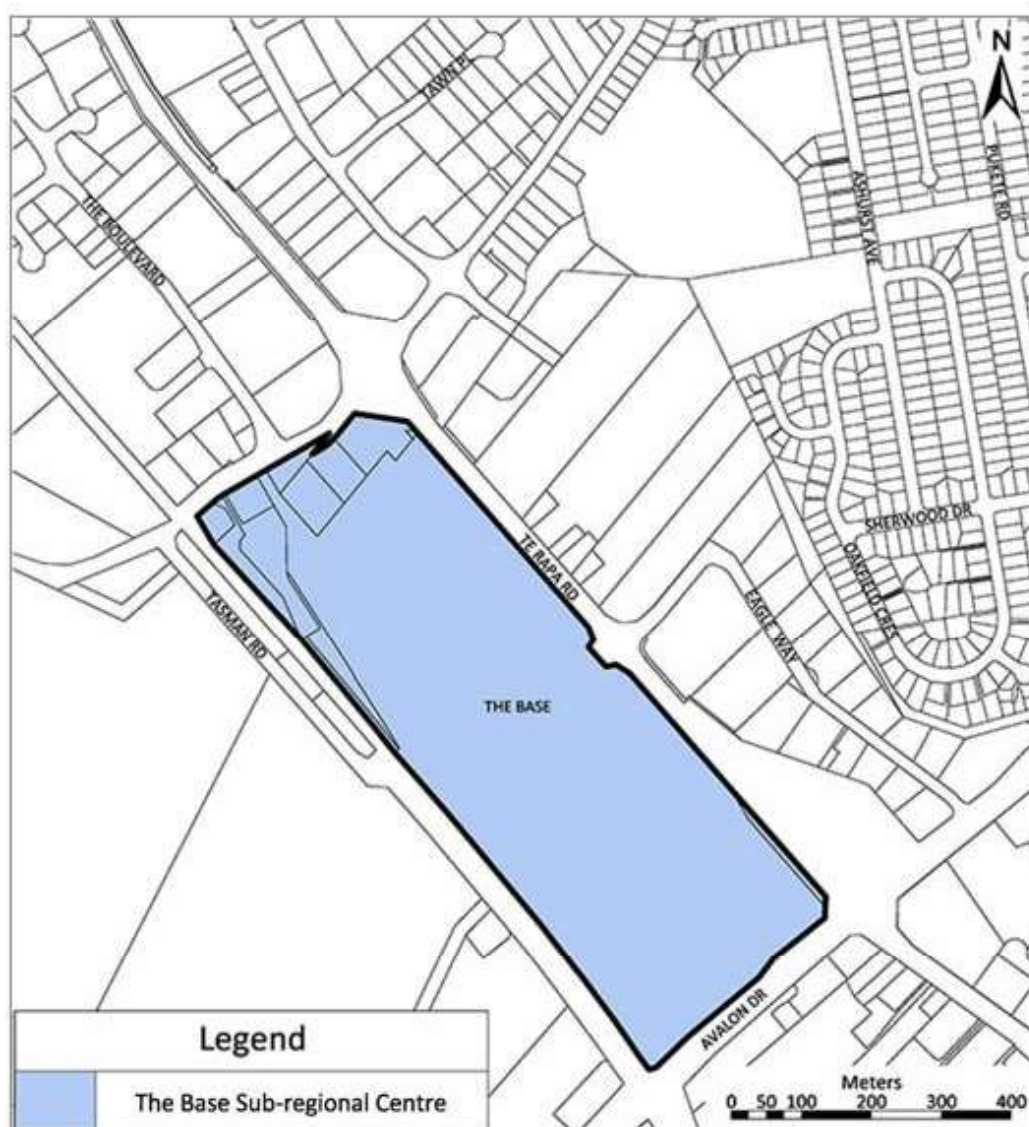 N
TAWN PL
PUKETE RD
ASHURST AVE
THE BOULEVARD
SHERWOOD DR
TE RAPA RD
OAKFIELD CRES
EAGLE WAY
TASMAN RD
THE BASE
AVALON DR
Legend
The Base Sub-regional Centre
Meters
0 50 100 200 300 400